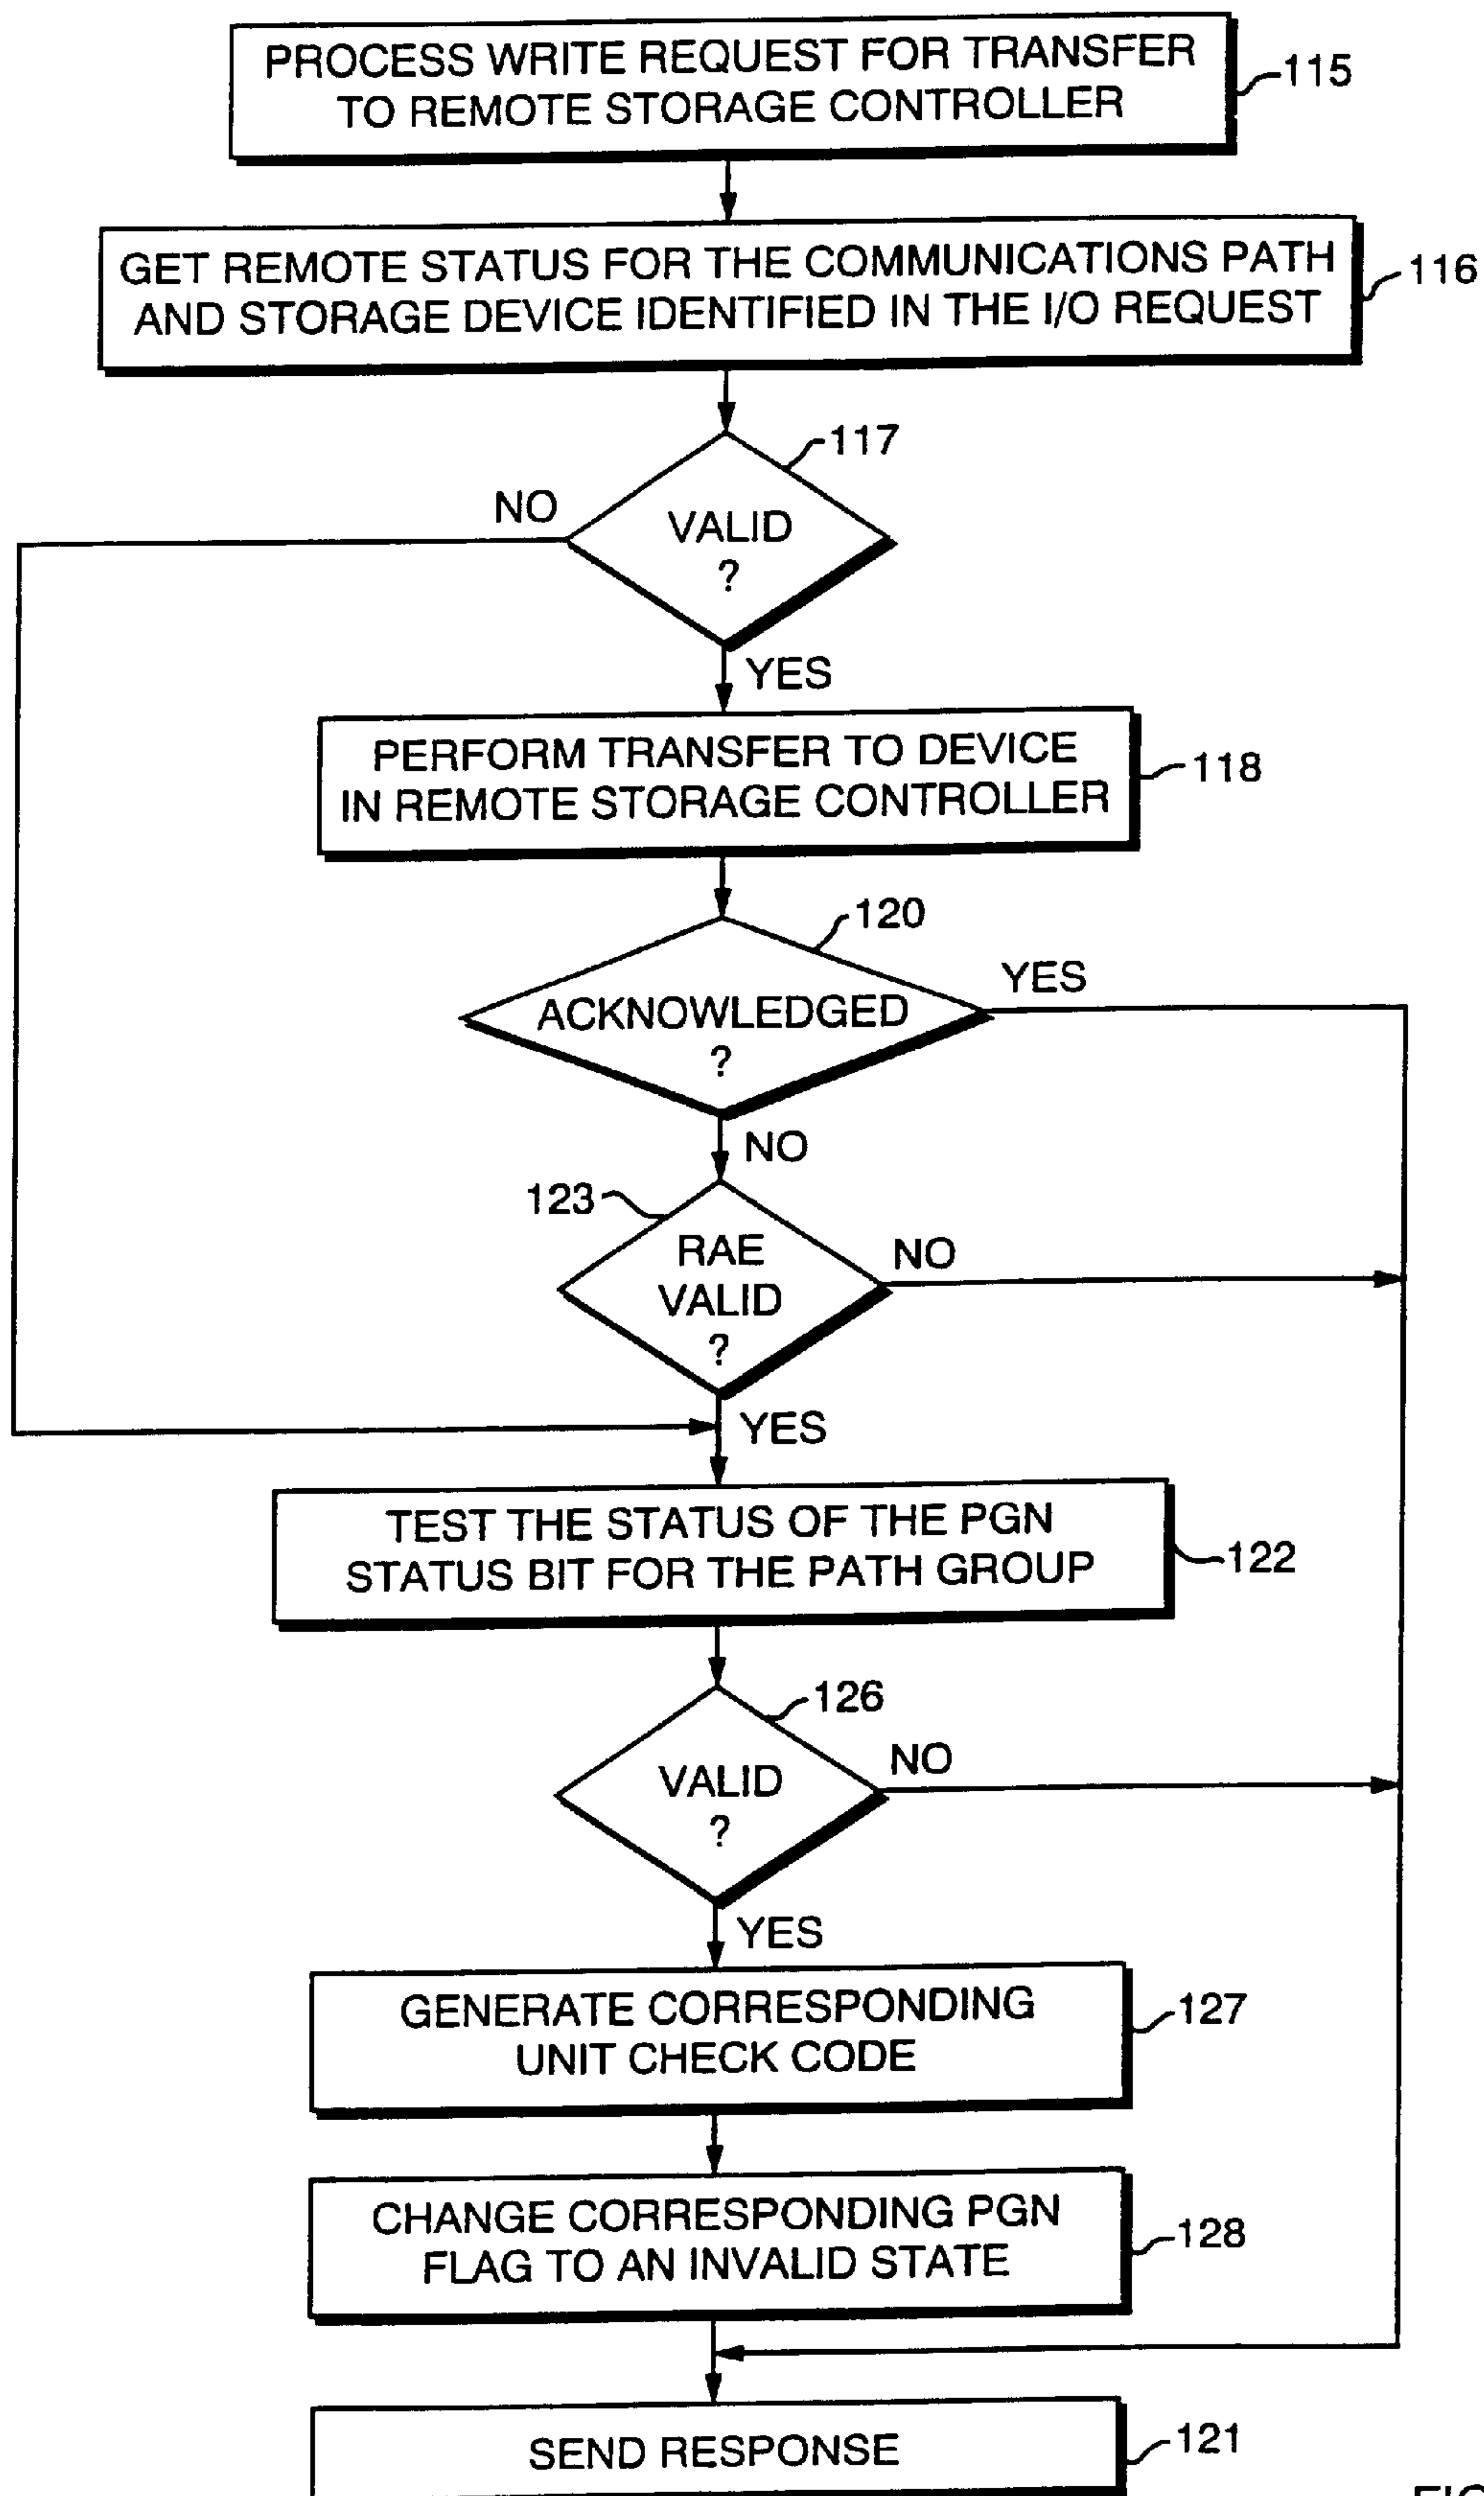 PROCESS WRITE REQUEST FOR TRANSFER
TO REMOTE STORAGE CONTROLLER
115
GET REMOTE STATUS FOR THE COMMUNICATIONS PATH
AND STORAGE DEVICE IDENTIFIED IN THE I/O REQUEST
116
117
NO
VALID
?
YES
PERFORM TRANSFER TO DEVICE
IN REMOTE STORAGE CONTROLLER
118
120
YES
ACKNOWLEDGED
?
NO
123
RAE
VALID
?
NO
YES
TEST THE STATUS OF THE PGN
STATUS BIT FOR THE PATH GROUP
122
126
VALID
?
NO
YES
GENERATE CORRESPONDING
UNIT CHECK CODE
127
CHANGE CORRESPONDING PGN
FLAG TO AN INVALID STATE
128
SEND RESPONSE
121